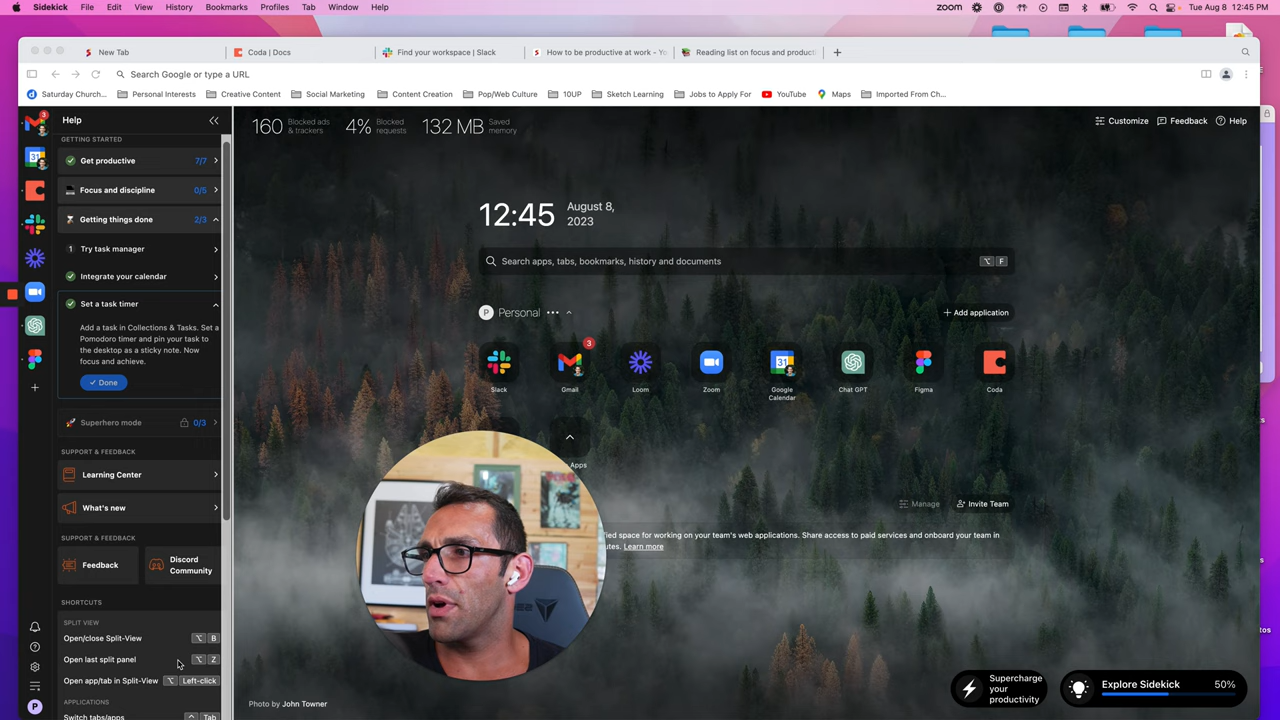 Sidekick File Edit View History Bookmarks Profiles Tab Window Help
zoom Tue Aug 8 12:45 PM
New Tab
Coda | Docs
Find your workspace | Slack
How to be productive at work - Yo
Reading list on focus and producti
Search Google or type a URL
Saturday Church...
Personal Interests
Creative Content
Social Marketing
Content Creation
Pop/Web Culture
10UP
Sketch Learning
Jobs to Apply For
YouTube
Maps
Imported From Ch...
Help
GETTING STARTED
Get productive 7/7
Focus and discipline 0/5
Getting things done 2/3
1 Try task manager
Integrate your calendar
Set a task timer
Add a task in Collections & Tasks. Set a
Pomodoro timer and pin your task to
the desktop as a sticky note. Now
focus and achieve.
Done
Superhero mode 0/3
SUPPORT & FEEDBACK
Learning Center
What's new
SUPPORT & FEEDBACK
Feedback
Discord
Community
SHORTCUTS
SPLIT VIEW
Open/close Split-View ⌥ B
Open last split panel ⌥ Z
Open app/tab in Split-View ⌥ Left-click
APPLICATIONS
Switch tabs/apps ^ Tab
3
31
P
160 Blocked ads
& trackers
4% Blocked
requests
132 MB Saved
memory
Customize
Feedback
Help
12:45
August 8,
2023
Search apps, tabs, bookmarks, history and documents ⌥ F
P Personal
+ Add application
3
31
Slack
Gmail
Loom
Zoom
Google
Calendar
Chat GPT
Figma
Coda
Apps
Manage
Invite Team
space for working on your team's web applications. Share access to paid services and onboard your team in
Learn more
Supercharge
your
productivity
Explore Sidekick 50%
Photo by John Towner